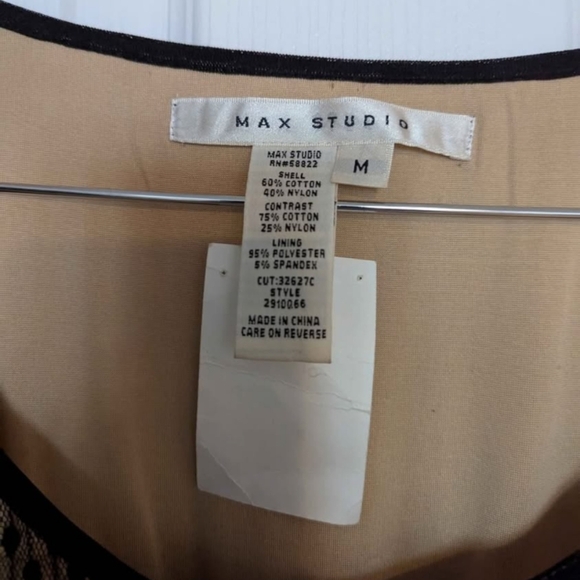 MAX STUDIO
M
MAX STUDIO
RN#58822
SHELL
60% COTTON
40% NYLON
CONTRAST
75% COTTON
25% NYLON
LINING
95% POLYESTER
5% SPANDEX
CUT:32627C
STYLE
2910066
MADE IN CHINA
CARE ON REVERSE